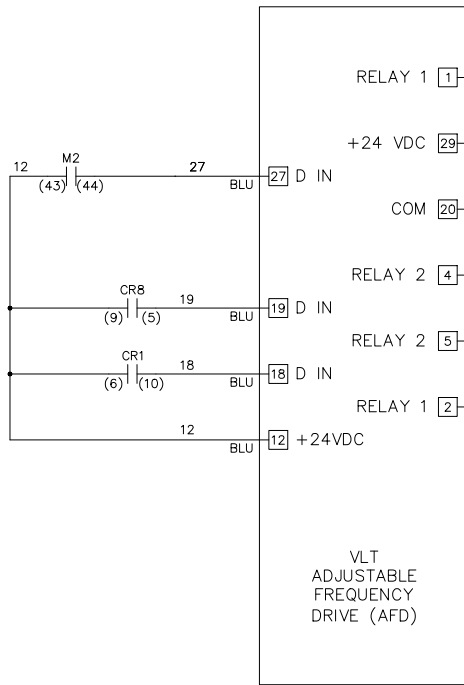 RELAY 1 1
+24 VDC 29
M2
12 27
(43) (44) BLU 27 D IN
COM 20
RELAY 2 4
CR8
19
(9) (5) BLU 19 D IN
RELAY 2 5
CR1
18
(6) (10) BLU 18 D IN
RELAY 1 2
12
BLU 12 +24VDC
VLT
ADJUSTABLE
FREQUENCY
DRIVE (AFD)